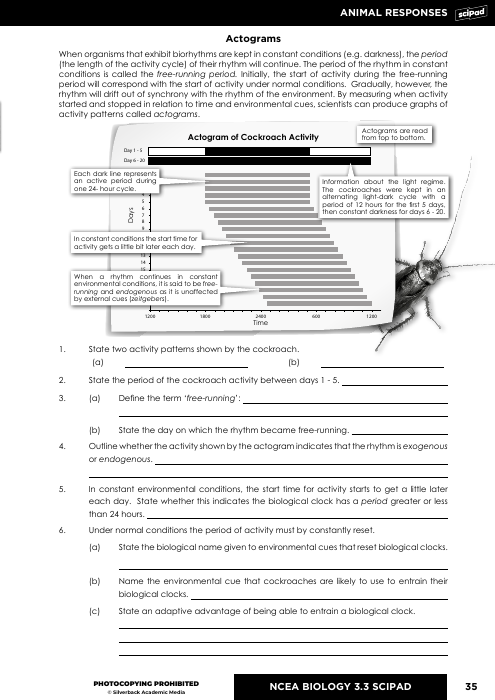 ANIMAL RESPONSES
scipad
Actograms
When organisms that exhibit biorhythms are kept in constant conditions (e.g. darkness), the period
(the length of the activity cycle) of their rhythm will continue. The period of the rhythm in constant
conditions is called the free-running period. Initially, the start of activity during the free-running
period will correspond with the start of activity under normal conditions. Gradually, however, the
rhythm will drift out of synchrony with the rhythm of the environment. By measuring when activity
started and stopped in relation to time and environmental cues, scientists can produce graphs of
activity patterns called actograms.
Actograms are read
from top to bottom.
Actogram of Cockroach Activity
Day 1 - 5
Day 6 - 20
Each dark line represents
an active period during
one 24- hour cycle.
Information about the light regime.
The cockroaches were kept in an
alternating light-dark cycle with a
period of 12 hours for the first 5 days,
then constant darkness for days 6 - 20.
Days
5
6
7
8
9
In constant conditions the start time for
activity gets a little bit later each day.
13
14
15
When a rhythm continues in constant
environmental conditions, it is said to be free-
running and endogenous as it is unaffected
by external cues (zeitgebers).
1200 1800 2400 600 1200
Time
1. State two activity patterns shown by the cockroach.
(a) (b)
2. State the period of the cockroach activity between days 1 - 5.
3. (a) Define the term ‘free-running’:
(b) State the day on which the rhythm became free-running.
4. Outline whether the activity shown by the actogram indicates that the rhythm is exogenous
or endogenous.
5. In constant environmental conditions, the start time for activity starts to get a little later
each day. State whether this indicates the biological clock has a period greater or less
than 24 hours.
6. Under normal conditions the period of activity must by constantly reset.
(a) State the biological name given to environmental cues that reset biological clocks.
(b) Name the environmental cue that cockroaches are likely to use to entrain their
biological clocks.
(c) State an adaptive advantage of being able to entrain a biological clock.
PHOTOCOPYING PROHIBITED
© Silverback Academic Media
NCEA BIOLOGY 3.3 SCIPAD
35